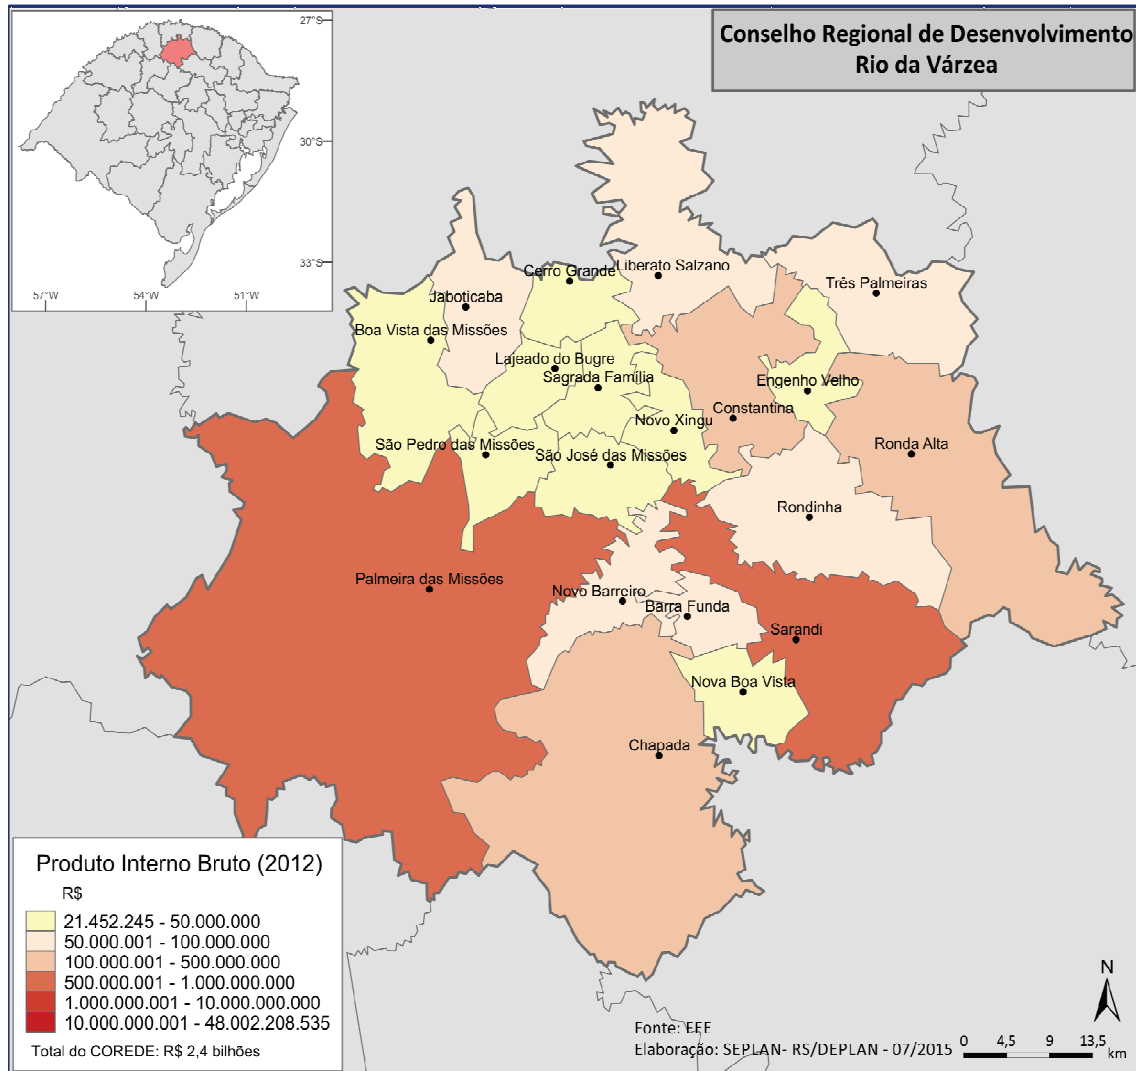 Conselho Regional de Desenvolvimento
Rio da Várzea
27°S
30°S
33°S
57°W
54°W
51°W
Liberato Salzano
Cerro Grande
Três Palmeiras
Jaboticaba
Boa Vista das Missões
Lajeado do Bugre
Sagrada Família
Engenho Velho
Constantina
Novo Xingu
Ronda Alta
São Pedro das Missões
São José das Missões
Rondinha
Palmeira das Missões
Novo Barreiro
Barra Funda
Sarandi
Nova Boa Vista
Chapada
Produto Interno Bruto (2012)
R$
21.452.245 - 50.000.000
50.000.001 - 100.000.000
100.000.001 - 500.000.000
500.000.001 - 1.000.000.000
1.000.000.001 - 10.000.000.000
10.000.000.001 - 48.002.208.535
Total do COREDE: R$ 2,4 bilhões
Fonte: FEE
Elaboração: SEPLAN- RS/DEPLAN - 07/2015
N
0 4,5 9 13,5
km